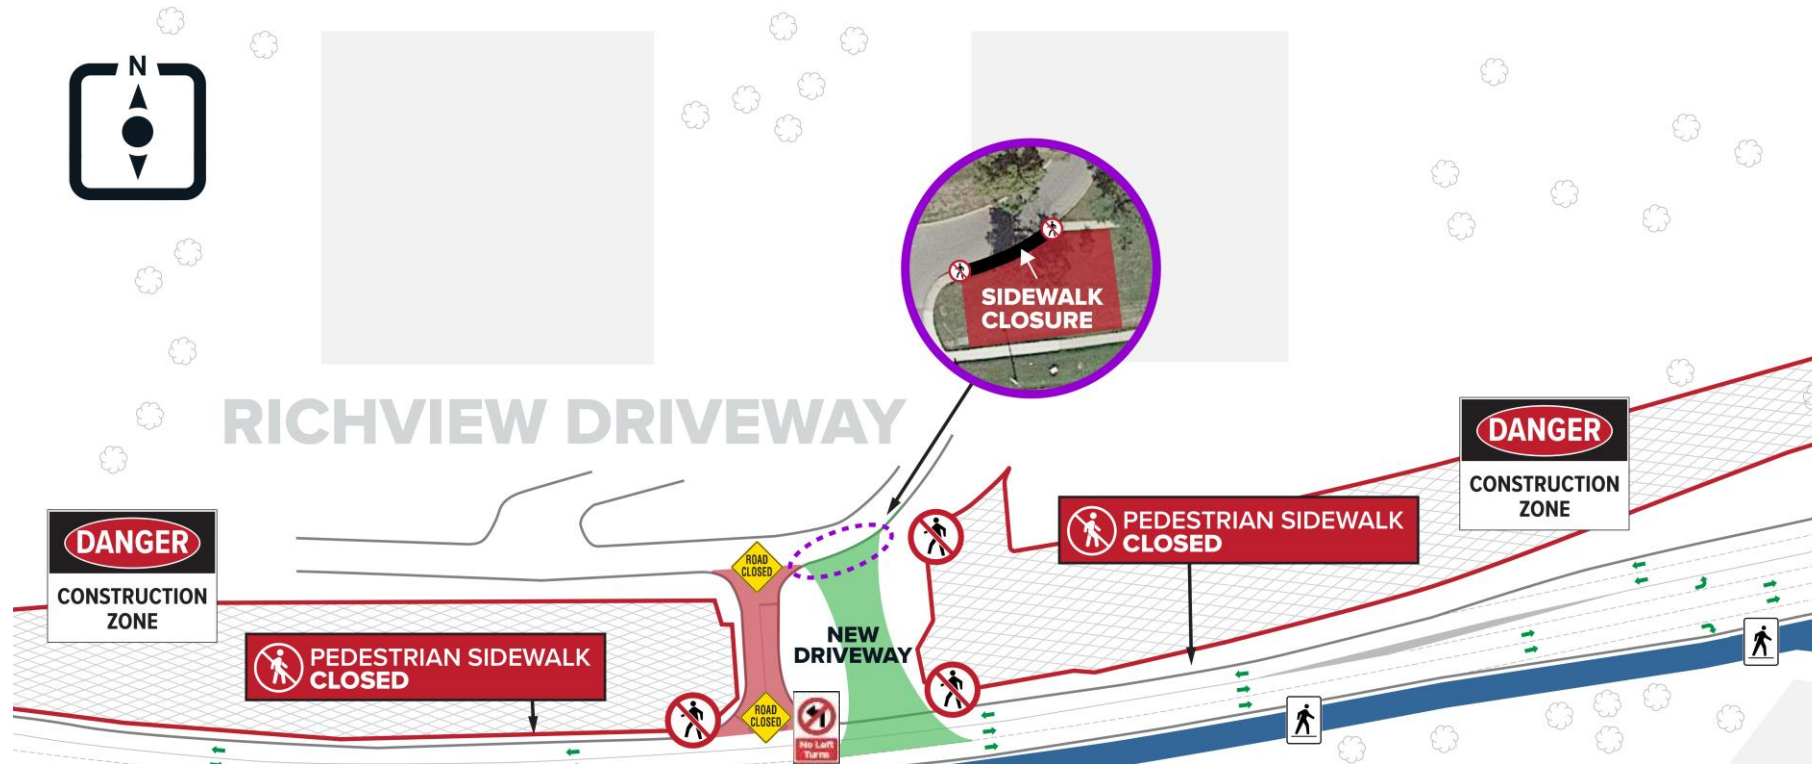 N
SIDEWALK
CLOSURE
RICHVIEW DRIVEWAY
DANGER
CONSTRUCTION
ZONE
PEDESTRIAN SIDEWALK
CLOSED
DANGER
CONSTRUCTION
ZONE
ROAD
CLOSED
NEW
DRIVEWAY
PEDESTRIAN SIDEWALK
CLOSED
ROAD
CLOSED
No Left
Turns